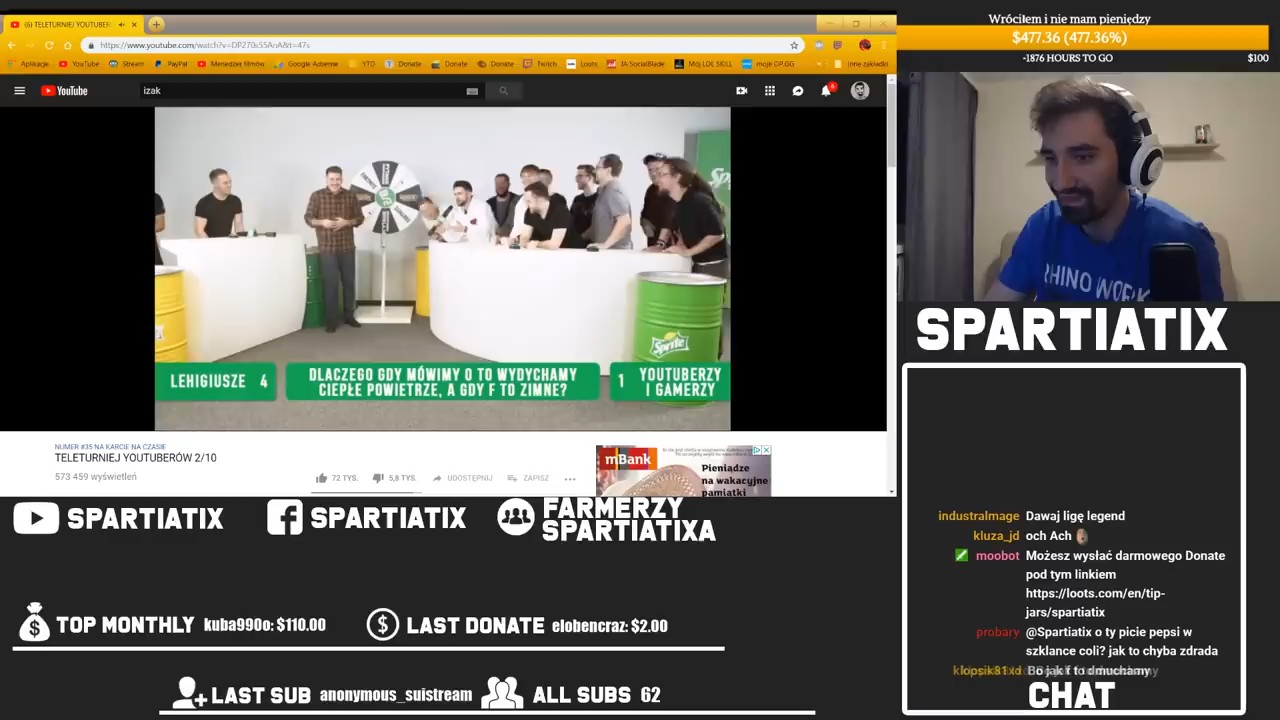 (6) TELETURNIEJ YOUTUBER
https://www.youtube.com/watch?v=DP270s55AnA&t=47s
Aplikacje YouTube Stream PayPal Menedżer filmów Google Adsense YTD Donate Donate Donate Twitch Loots JA SocialBlade Mój LOL SKILL moje OP.GG Inne zakładki
YouTube
izak
6
Sprite
LEHIGIUSZE 4
DLACZEGO GDY MÓWIMY O TO WYDYCHAMY
CIEPŁE POWIETRZE, A GDY F TO ZIMNE?
1 YOUTUBERZY
I GAMERZY
NUMER #35 NA KARCIE NA CZASIE
TELETURNIEJ YOUTUBERÓW 2/10
573 459 wyświetleń
72 TYS. 5,8 TYS. UDOSTĘPNIJ ZAPISZ
mBank
Pieniądze
na wakacyjne
pamiątki
Wróciłem i nie mam pieniędzy
$477.36 (477.36%)
-1876 HOURS TO GO $100
RHINO WORK
SPARTIATIX
industralmage Dawaj ligę legend
kluza_jd och Ach
moobot Możesz wysłać darmowego Donate
pod tym linkiem
https://loots.com/en/tip-
jars/spartiatix
probary @Spartiatix o ty picie pepsi w
szklance coli? jak to chyba zdrada
CHAT
SPARTIATIX
SPARTIATIX
FARMERZY
SPARTIATIXA
TOP MONTHLY kuba990o: $110.00
LAST DONATE elobencraz: $2.00
LAST SUB anonymous_suistream
ALL SUBS 62